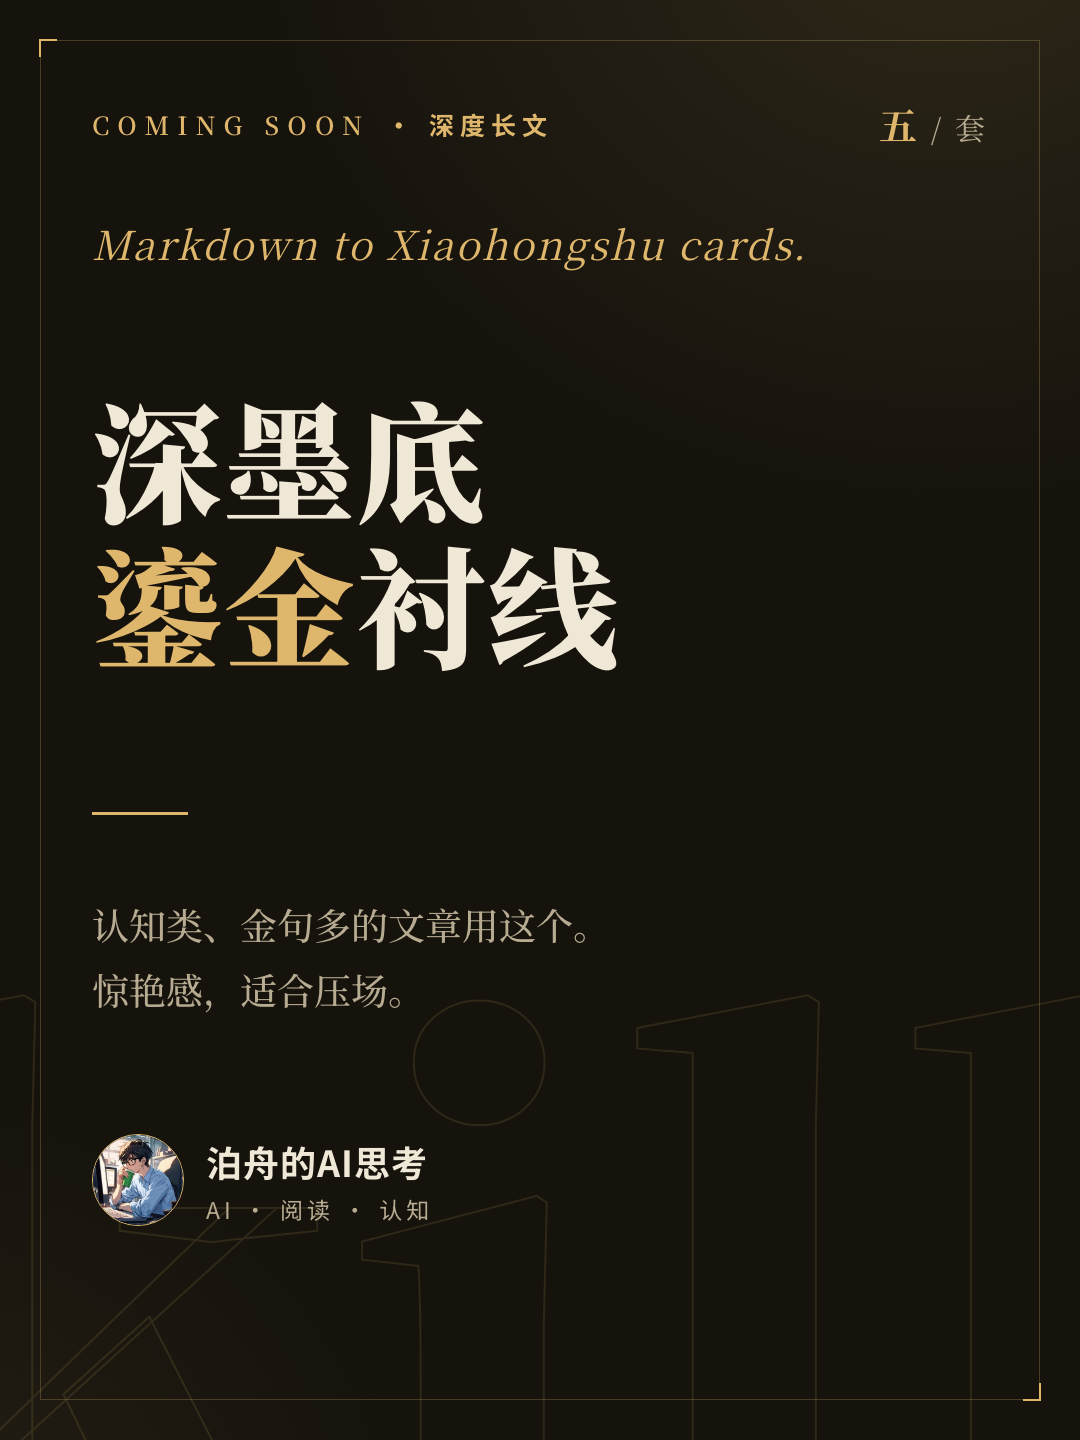 COMING SOON · 深度长文
五 / 套
Markdown to Xiaohongshu cards.
深墨底
鎏金衬线
认知类、金句多的文章用这个。
惊艳感，适合压场。
泊舟的AI思考
AI · 阅读 · 认知
kill